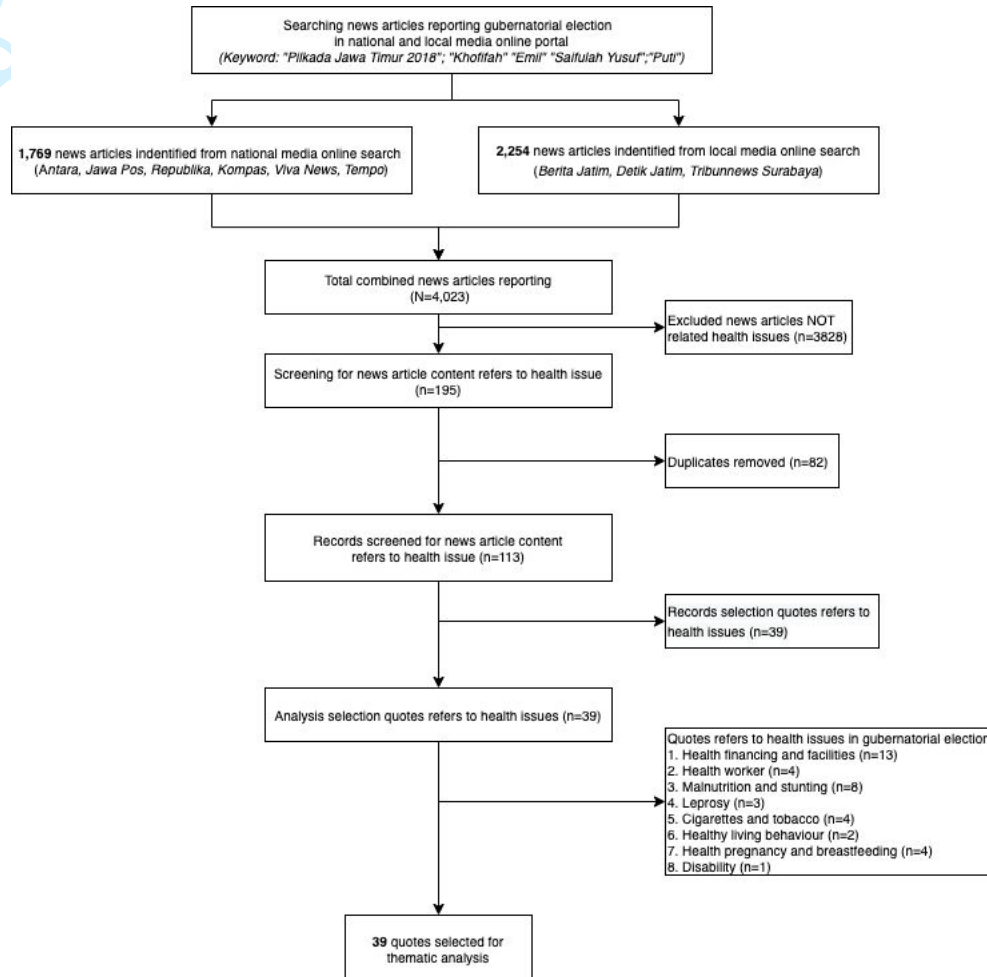 Searching news articles reporting gubernatorial election
in national and local media online portal
(Keyword: "Pilkada Jawa Timur 2018"; "Khofifah" "Emil" "Saifulah Yusuf";"Puti")
1,769 news articles indentified from national media online search
(Antara, Jawa Pos, Republika, Kompas, Viva News, Tempo)
2,254 news articles indentified from local media online search
(Berita Jatim, Detik Jatim, Tribunnews Surabaya)
Total combined news articles reporting
(N=4,023)
Excluded news articles NOT
related health issues (n=3828)
Screening for news article content refers to health issue
(n=195)
Duplicates removed (n=82)
Records screened for news article content
refers to health issue (n=113)
Records selection quotes refers to
health issues (n=39)
Analysis selection quotes refers to health issues (n=39)
Quotes refers to health issues in gubernatorial election
1. Health financing and facilities (n=13)
2. Health worker (n=4)
3. Malnutrition and stunting (n=8)
4. Leprosy (n=3)
5. Cigarettes and tobacco (n=4)
6. Healthy living behaviour (n=2)
7. Health pregnancy and breastfeeding (n=4)
8. Disability (n=1)
39 quotes selected for
thematic analysis